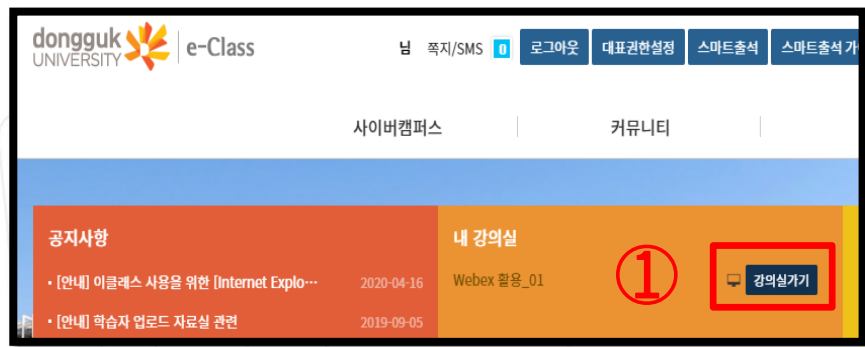 dongguk
UNIVERSITY
e-Class
님 쪽지/SMS 0 로그아웃 대표권한설정 스마트출석 스마트출석
사이버캠퍼스 커뮤니티
공지사항
내 강의실
• [안내] 이클래스 사용을 위한 [Internet Explo··· 2020-04-16
Webex 활용_01 ① 강의실가기
• [안내] 학습자 업로드 자료실 관련 2019-09-05